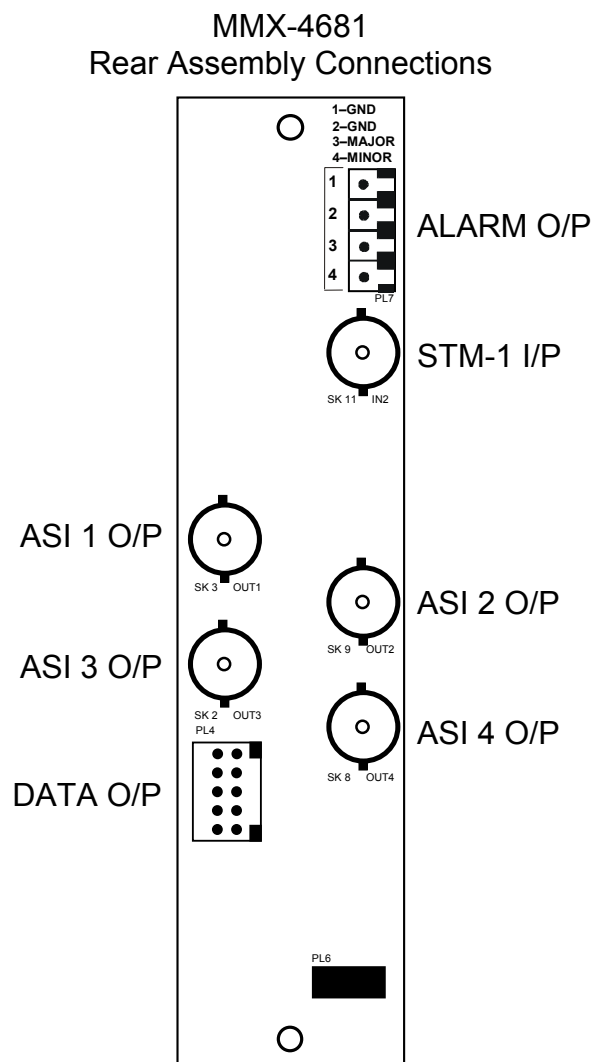 MMX-4681
Rear Assembly Connections
1–GND
2–GND
3–MAJOR
4–MINOR
1
2
3
4
PL7
ALARM O/P
STM-1 I/P
SK 11 IN2
ASI 1 O/P
SK 3 OUT1
ASI 2 O/P
SK 9 OUT2
ASI 3 O/P
SK 2 OUT3
ASI 4 O/P
SK 8 OUT4
PL4
DATA O/P
PL6